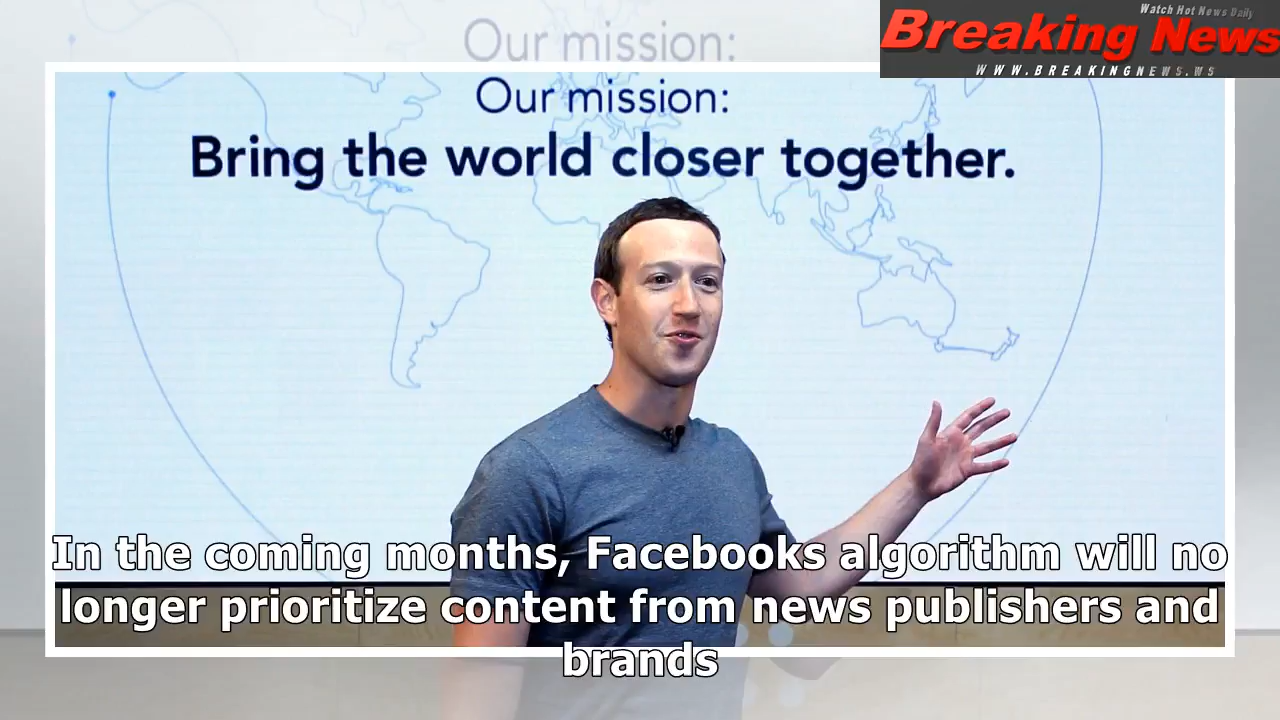 Our mission:
Watch Hot News Daily
Breaking News
WWW.BREAKINGNEWS.WS
Our mission:
Bring the world closer together.
In the coming months, Facebooks algorithm will no
longer prioritize content from news publishers and
brands